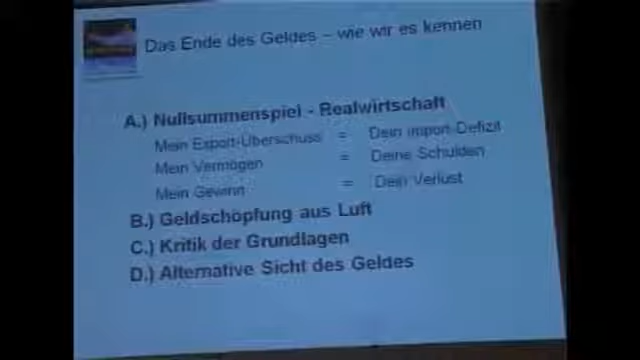 Das Ende des Geldes – wie wir es kennen
A.) Nullsummenspiel - Realwirtschaft
Mein Export-Überschuss = Dein import-Defizit
Mein Vermögen = Deine Schulden
Mein Gewinn = Dein Verlust
B.) Geldschöpfung aus Luft
C.) Kritik der Grundlagen
D.) Alternative Sicht des Geldes